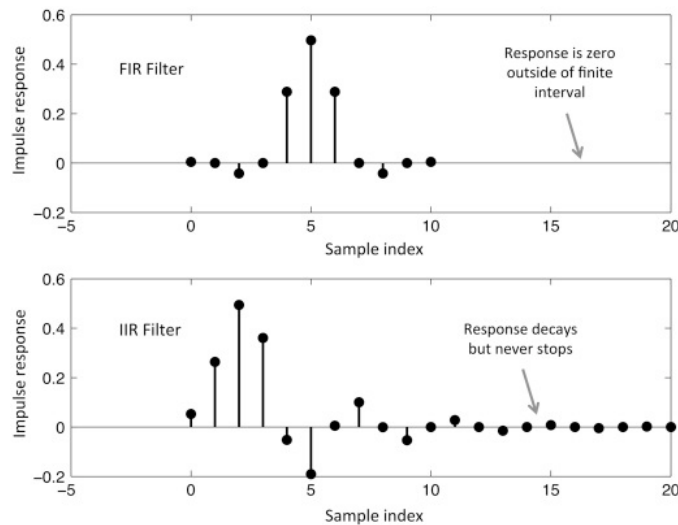 0.6
0.4
0.2
0
−0.2
Impulse response
FIR Filter
Response is zero
outside of finite
interval
−5
0
5
10
15
20
Sample index
0.6
0.4
0.2
0
−0.2
Impulse response
IIR Filter
Response decays
but never stops
−5
0
5
10
15
20
Sample index